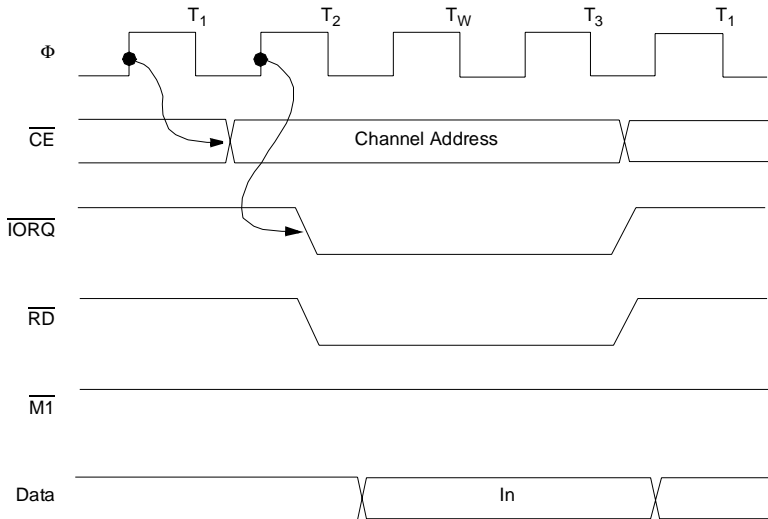 T1 T2 TW T3 T1
Φ
CE Channel Address
IORQ
RD
M1
Data In